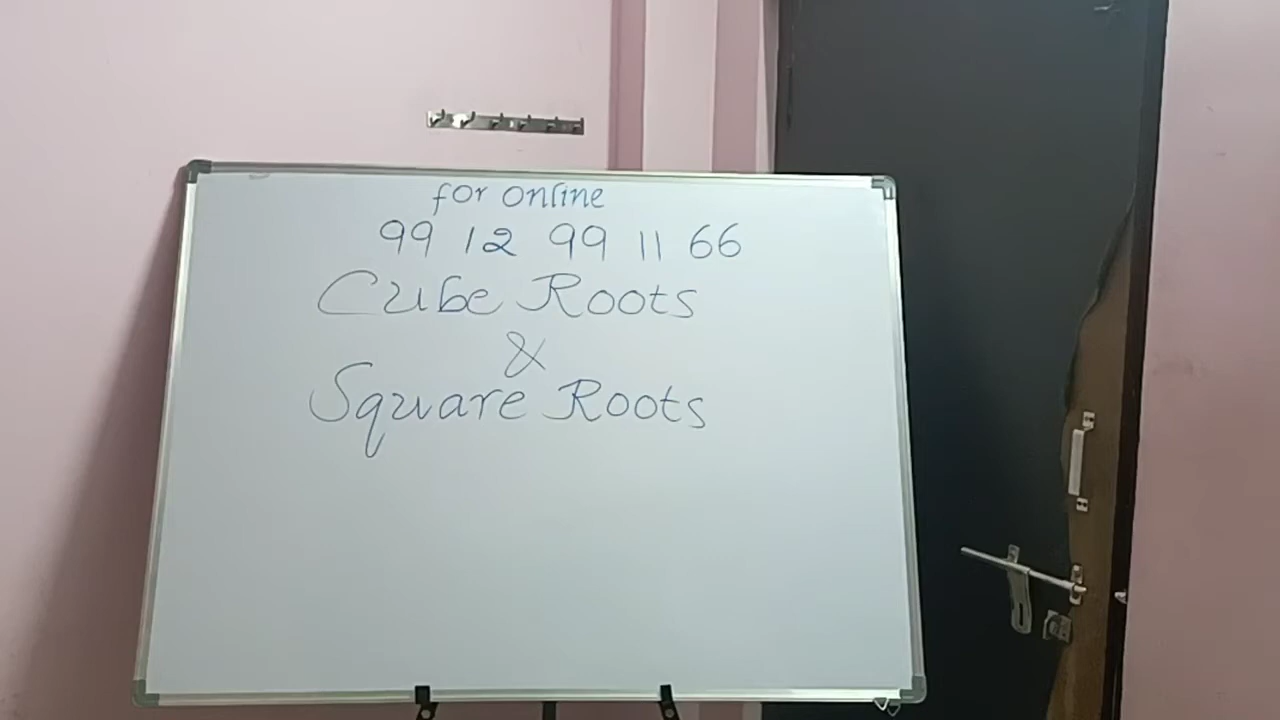 for online
99 12 99 11 66
Cube Roots
&
Square Roots